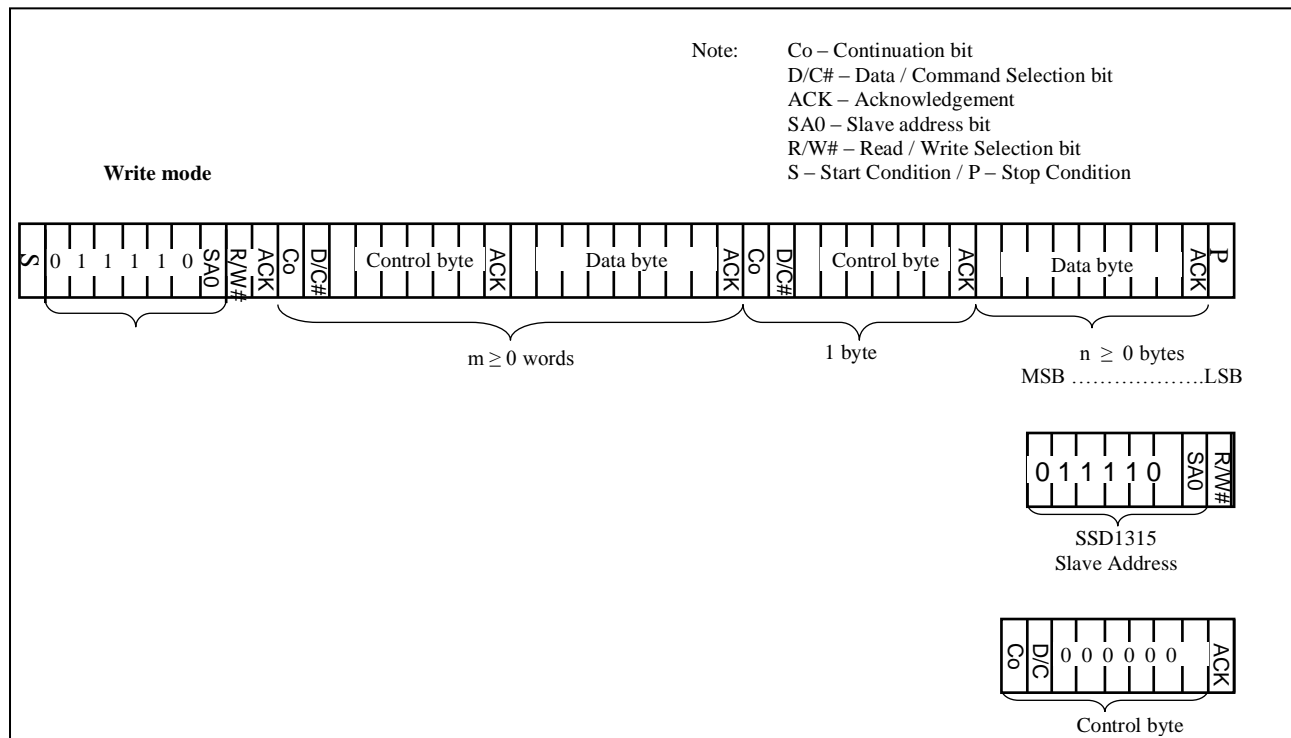 Note: Co – Continuation bit
D/C# – Data / Command Selection bit
ACK – Acknowledgement
SA0 – Slave address bit
R/W# – Read / Write Selection bit
S – Start Condition / P – Stop Condition
Write mode
S 0 1 1 1 1 0 SA0 R/W# ACK Co D/C# Control byte ACK Data byte ACK Co D/C# Control byte ACK Data byte ACK P
m ≥ 0 words 1 byte n ≥ 0 bytes
MSB ………………….LSB
0 1 1 1 1 0 SA0 R/W#
SSD1315
Slave Address
Co D/C 0 0 0 0 0 0 ACK
Control byte